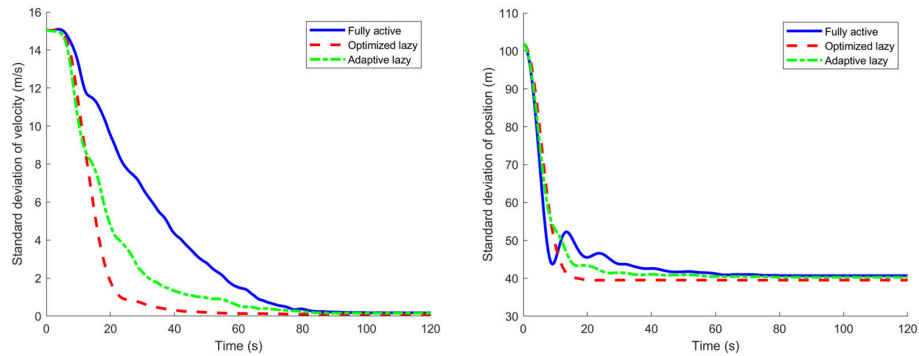 16
14
12
10
8
6
4
2
0
Standard deviation of velocity (m/s)
Fully active
Optimized lazy
Adaptive lazy
0 20 40 60 80 100 120
Time (s)
110
100
90
80
70
60
50
40
30
Standard deviation of position (m)
Fully active
Optimized lazy
Adaptive lazy
0 20 40 60 80 100 120
Time (s)